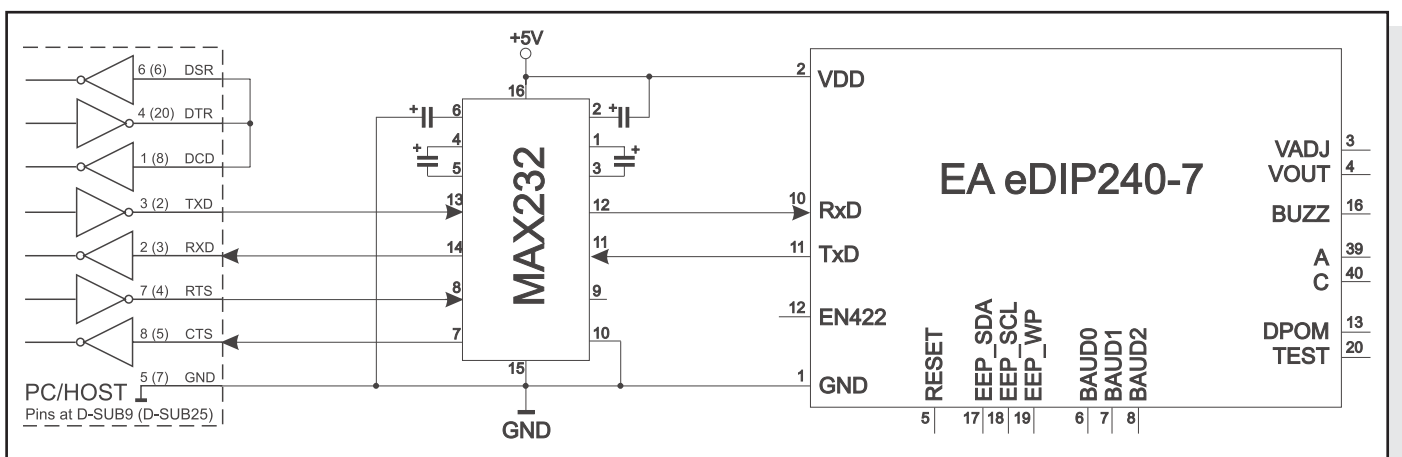 6 (6) DSR
4 (20) DTR
1 (8) DCD
3 (2) TXD
2 (3) RXD
7 (4) RTS
8 (5) CTS
5 (7) GND
PC/HOST
Pins at D-SUB9 (D-SUB25)
+5V
16
+ 6
4
+
5
13
14
8
7
15
MAX232
2 +
1
+
3
12
11
9
10
GND
2 VDD
10 RxD
11 TxD
12 EN422
1 GND
EA eDIP240-7
RESET
EEP_SDA
EEP_SCL
EEP_WP
BAUD0
BAUD1
BAUD2
5 17 18 19 6 7 8
VADJ 3
VOUT 4
BUZZ 16
A 39
C 40
DPOM 13
TEST 20